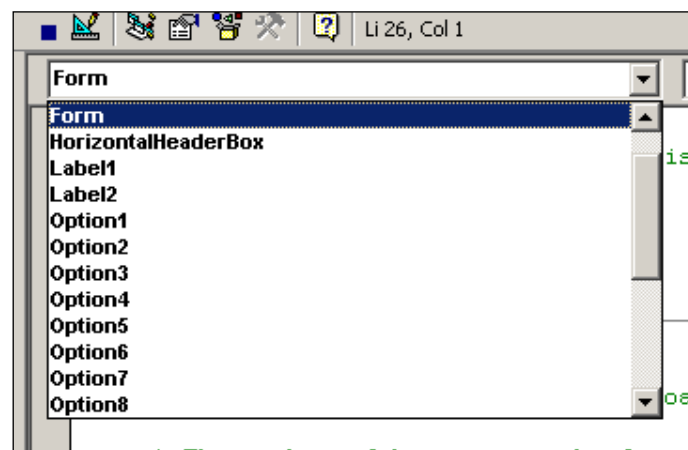 Li 26, Col 1
Form
Form
HorizontalHeaderBox
Label1
Label2
Option1
Option2
Option3
Option4
Option5
Option6
Option7
Option8